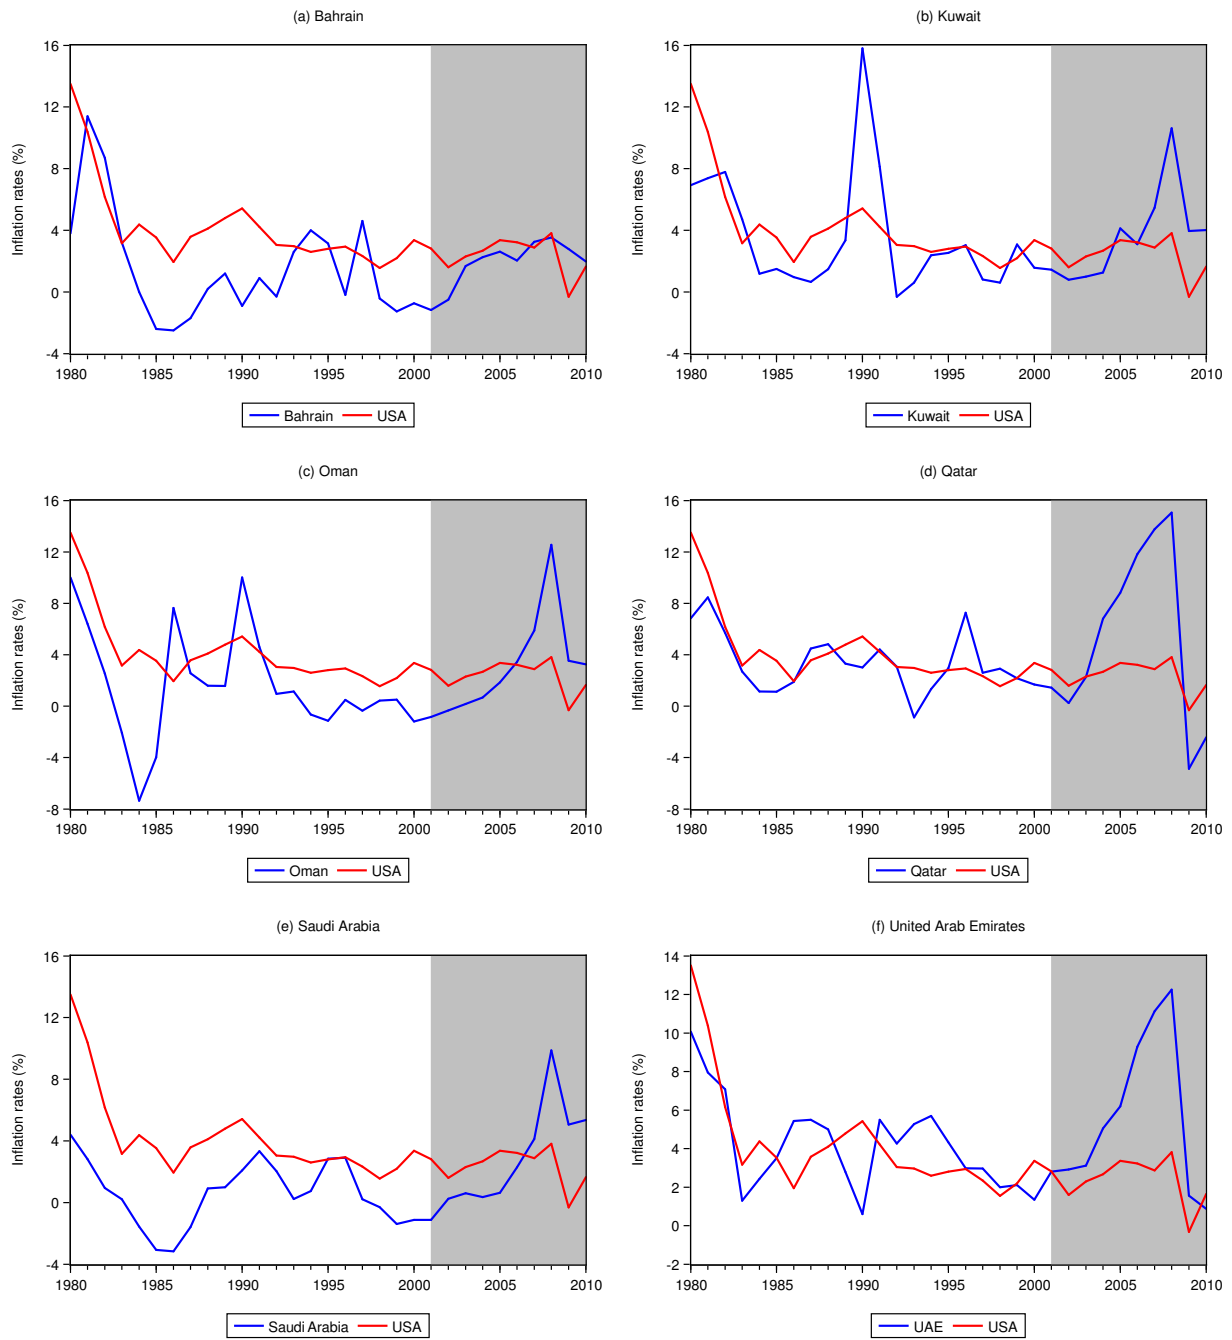 (a) Bahrain
Inflation rates (%)
16
12
8
4
0
-4
1980 1985 1990 1995 2000 2005 2010
Bahrain USA
(b) Kuwait
Inflation rates (%)
16
12
8
4
0
-4
1980 1985 1990 1995 2000 2005 2010
Kuwait USA
(c) Oman
Inflation rates (%)
16
12
8
4
0
-4
-8
1980 1985 1990 1995 2000 2005 2010
Oman USA
(d) Qatar
Inflation rates (%)
16
12
8
4
0
-4
-8
1980 1985 1990 1995 2000 2005 2010
Qatar USA
(e) Saudi Arabia
Inflation rates (%)
16
12
8
4
0
-4
1980 1985 1990 1995 2000 2005 2010
Saudi Arabia USA
(f) United Arab Emirates
Inflation rates (%)
14
12
10
8
6
4
2
0
-2
1980 1985 1990 1995 2000 2005 2010
UAE USA